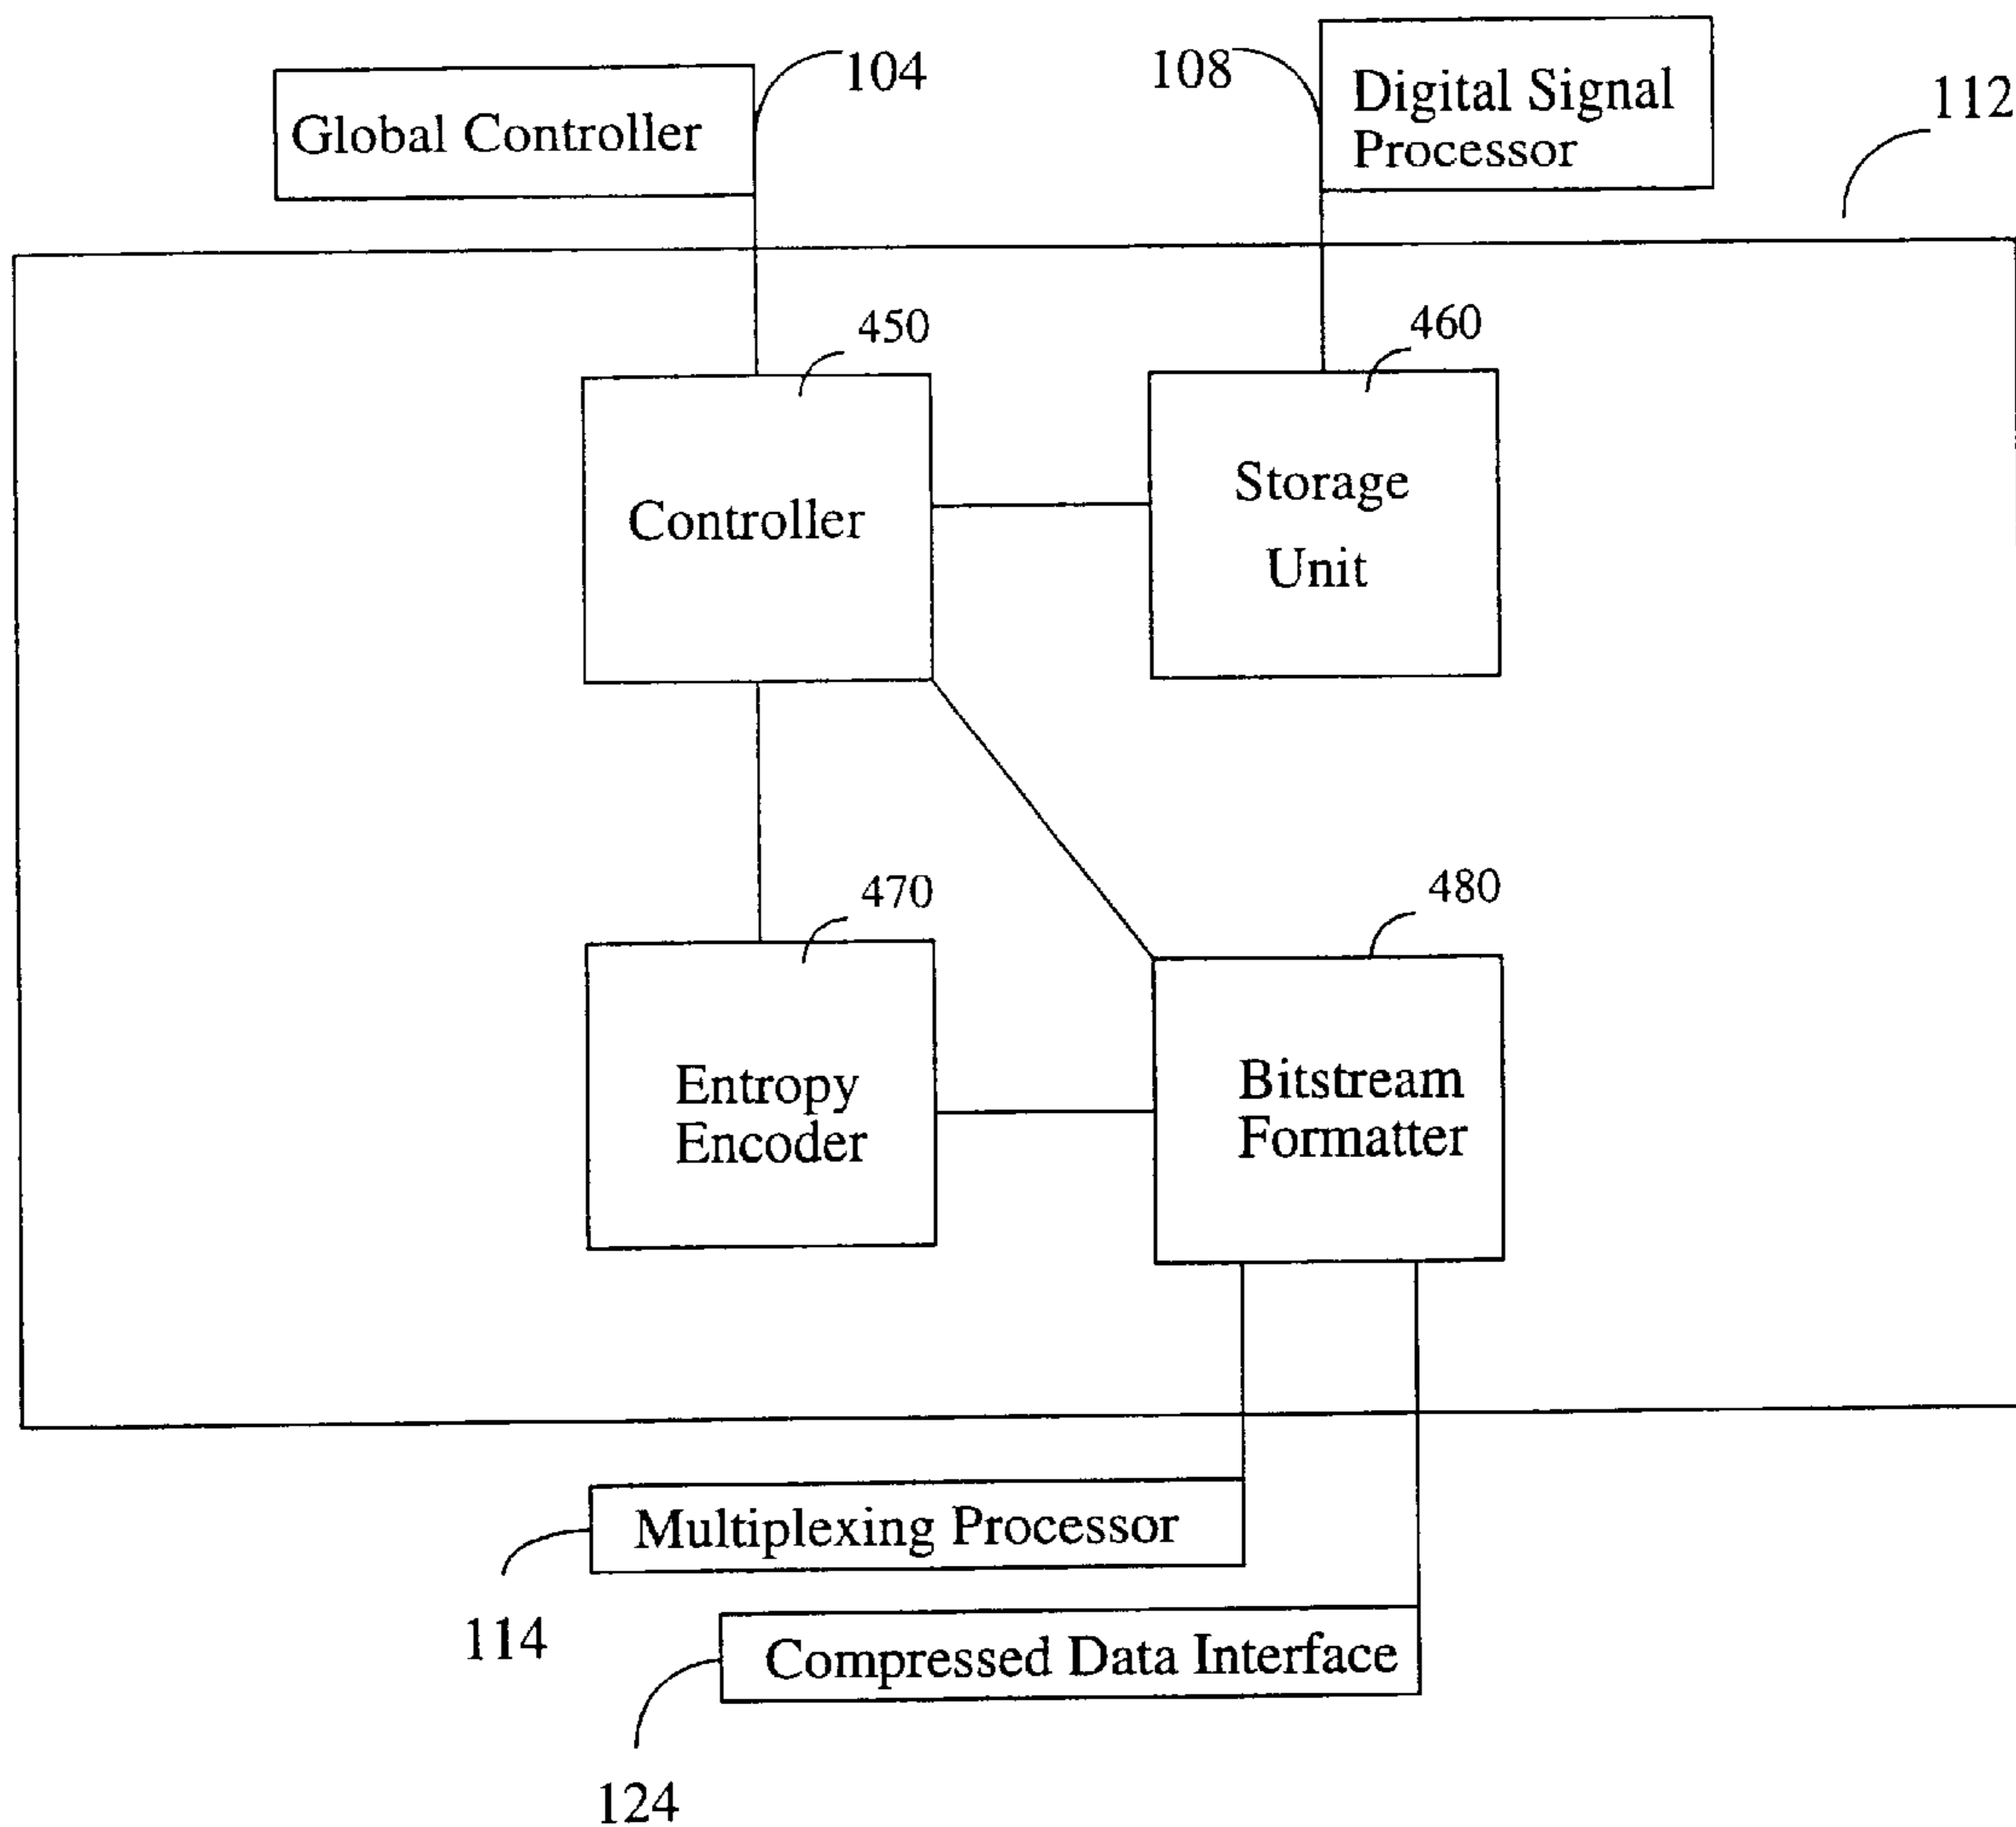 104
108
Digital Signal
Processor
112
Global Controller
450
460
Controller
Storage
Unit
470
480
Entropy
Encoder
Bitstream
Formatter
Multiplexing Processor
114
Compressed Data Interface
124